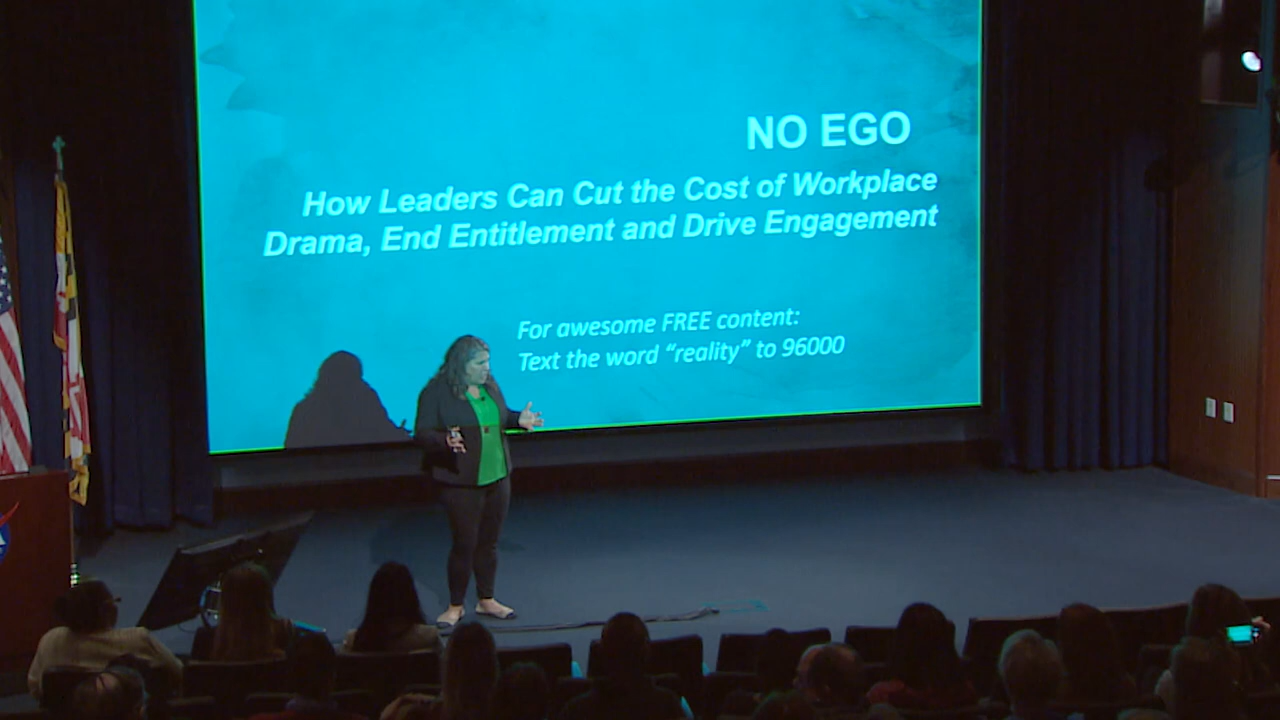 NO EGO
How Leaders Can Cut the Cost of Workplace
Drama, End Entitlement and Drive Engagement
For awesome FREE content:
Text the word “reality” to 96000